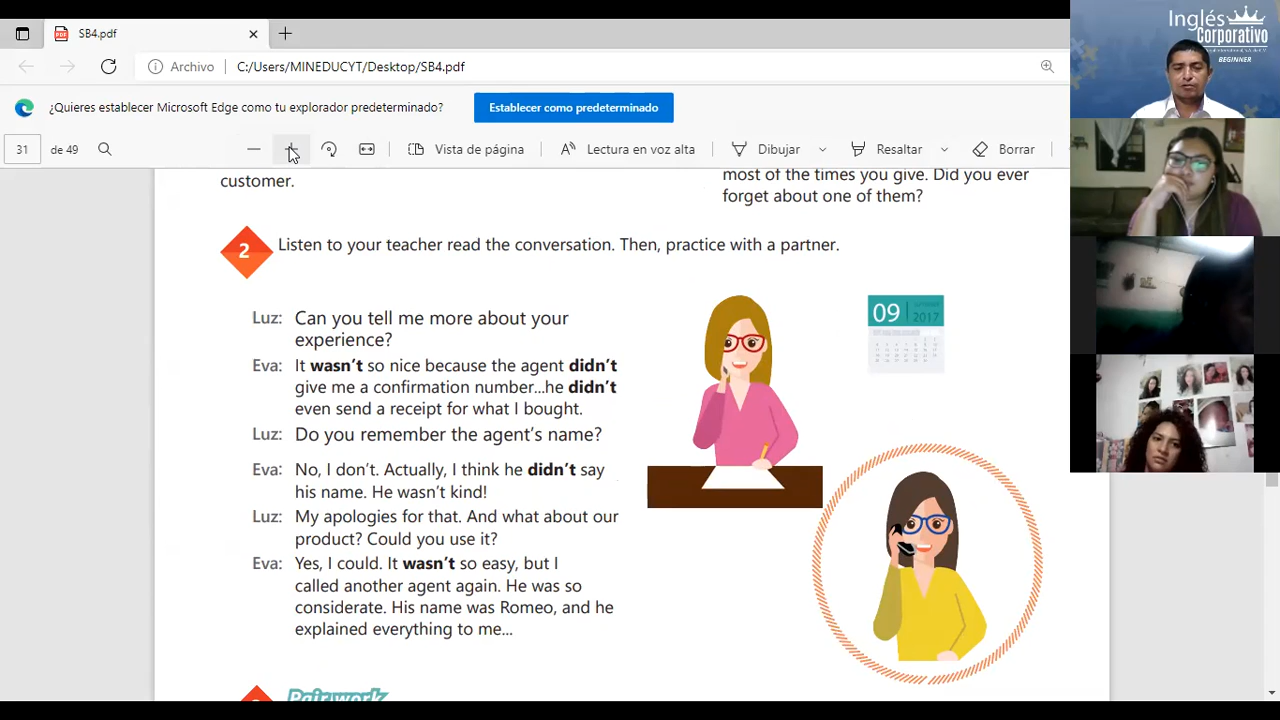 SB4.pdf
Archivo
C:/Users/MINEDUCYT/Desktop/SB4.pdf
¿Quieres establecer Microsoft Edge como tu explorador predeterminado?
Establecer como predeterminado
31
de 49
Vista de página
Lectura en voz alta
Dibujar
Resaltar
Borrar
customer.
most of the times you give. Did you ever
forget about one of them?
2
Listen to your teacher read the conversation. Then, practice with a partner.
Luz: Can you tell me more about your
experience?
Eva: It wasn't so nice because the agent didn't
give me a confirmation number...he didn't
even send a receipt for what I bought.
Luz: Do you remember the agent's name?
Eva: No, I don't. Actually, I think he didn't say
his name. He wasn't kind!
Luz: My apologies for that. And what about our
product? Could you use it?
Eva: Yes, I could. It wasn't so easy, but I
called another agent again. He was so
considerate. His name was Romeo, and he
explained everything to me...
09
2017
Pair work
Inglés
Corporativo
BEGINNER